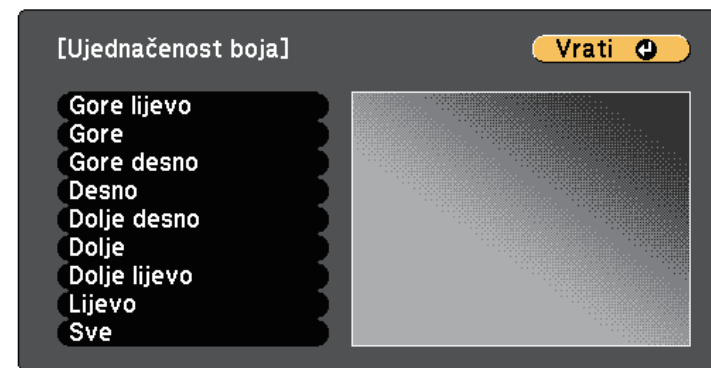 [Ujednačenost boja]
Vrati
Gore lijevo
Gore
Gore desno
Desno
Dolje desno
Dolje
Dolje lijevo
Lijevo
Sve